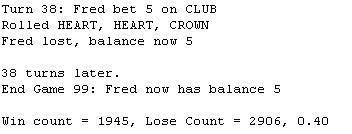 Turn 38: Fred bet 5 on CLUB
Rolled HEART, HEART, CROWN
Fred lost, balance now 5
38 turns later.
End Game 99: Fred now has balance 5
Win count = 1945, Lose Count = 2906, 0.40